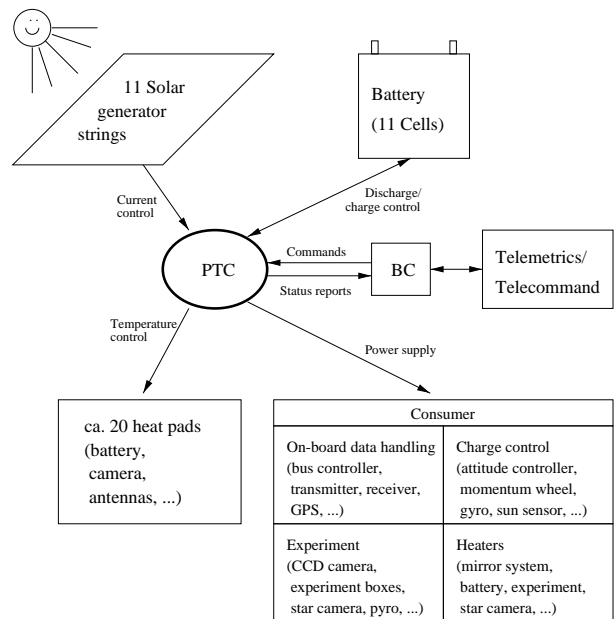 11 Solar
generator
strings
Battery
(11 Cells)
Current
control
Discharge/
charge control
PTC
Commands
Status reports
BC
Telemetrics/
Telecommand
Temperature
control
Power supply
ca. 20 heat pads
(battery,
camera,
antennas, ...)
Consumer
On-board data handling
(bus controller,
transmitter, receiver,
GPS, ...)
Charge control
(attitude controller,
momentum wheel,
gyro, sun sensor, ...)
Experiment
(CCD camera,
experiment boxes,
star camera, pyro, ...)
Heaters
(mirror system,
battery, experiment,
star camera, ...)